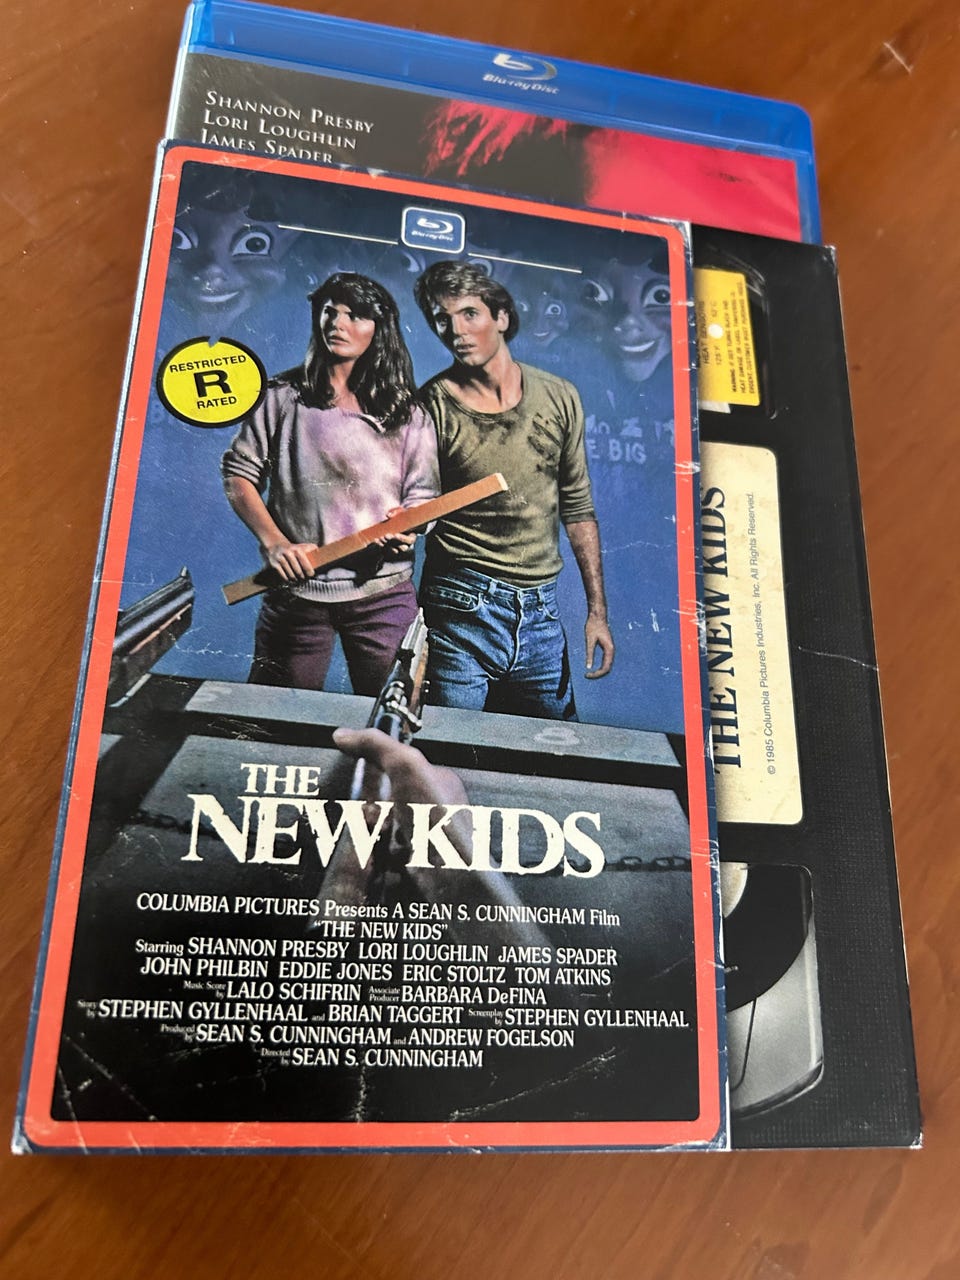 Blu-ray Disc
SHANNON PRESBY
LORI LOUGHLIN
JAMES SPADER
Blu-ray Disc
RESTRICTED
R
RATED
E BIG
THE
NEW KIDS
COLUMBIA PICTURES Presents A SEAN S. CUNNINGHAM Film
"THE NEW KIDS"
Starring SHANNON PRESBY LORI LOUGHLIN JAMES SPADER
JOHN PHILBIN EDDIE JONES ERIC STOLTZ TOM ATKINS
Music Score by LALO SCHIFRIN Associate Producer BARBARA DeFINA
Story by STEPHEN GYLLENHAAL and BRIAN TAGGERT Screenplay by STEPHEN GYLLENHAAL
Produced by SEAN S. CUNNINGHAM and ANDREW FOGELSON
Directed by SEAN S. CUNNINGHAM
THE NEW KIDS
© 1985 Columbia Pictures Industries, Inc. All Rights Reserved.